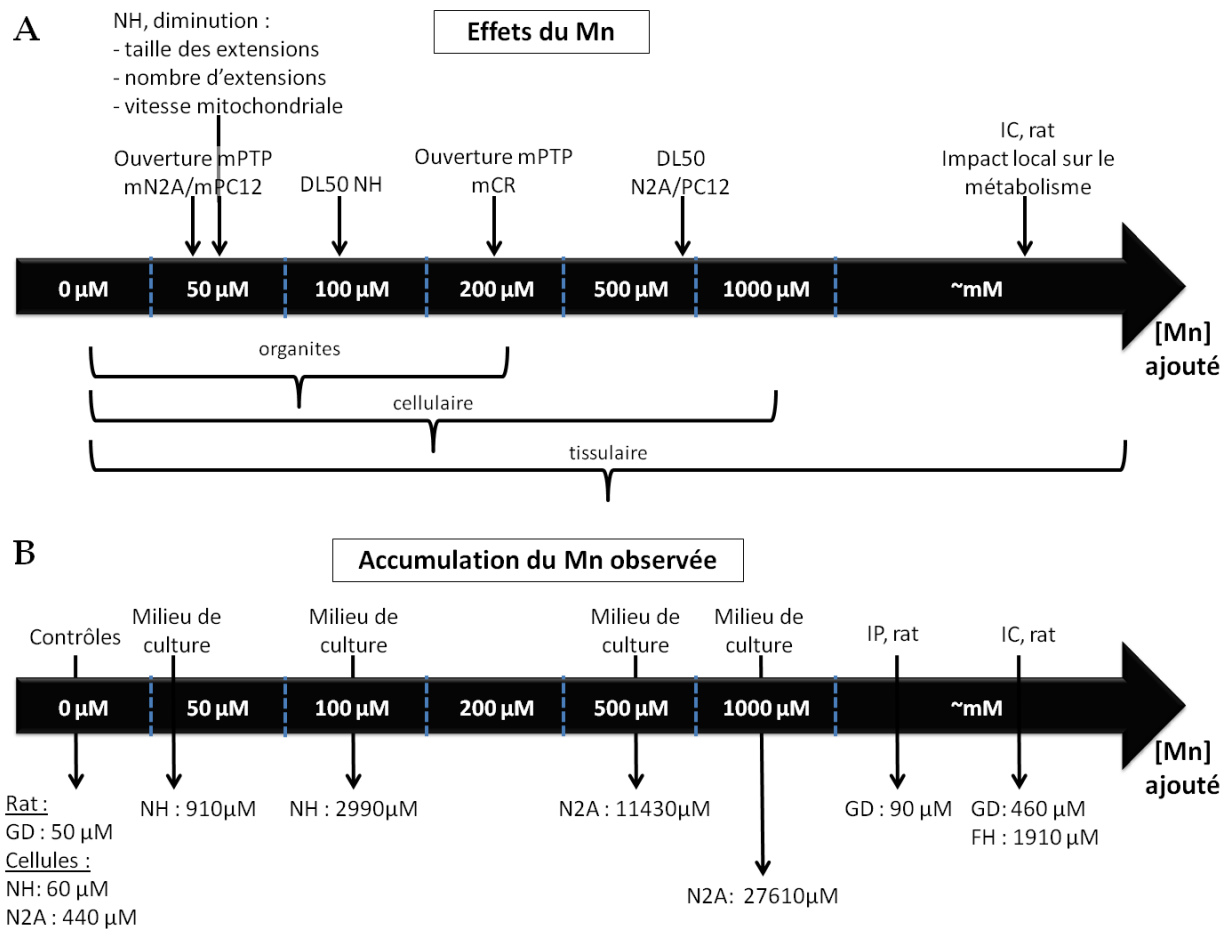 A
NH, diminution :
- taille des extensions
- nombre d'extensions
- vitesse mitochondriale
Effets du Mn
Ouverture mPTP
mN2A/mPC12
DL50 NH
Ouverture mPTP
mCR
DL50
N2A/PC12
IC, rat
Impact local sur le
métabolisme
0 µM
50 µM
100 µM
200 µM
500 µM
1000 µM
~mM
[Mn]
ajouté
organites
cellulaire
tissulaire
B
Accumulation du Mn observée
Contrôles
Milieu de
culture
Milieu de
culture
Milieu de
culture
Milieu de
culture
IP, rat
IC, rat
0 µM
50 µM
100 µM
200 µM
500 µM
1000 µM
~mM
[Mn]
ajouté
Rat :
GD : 50 µM
Cellules :
NH: 60 µM
N2A : 440 µM
NH : 910µM
NH : 2990µM
N2A : 11430µM
N2A: 27610µM
GD : 90 µM
GD: 460 µM
FH : 1910µM